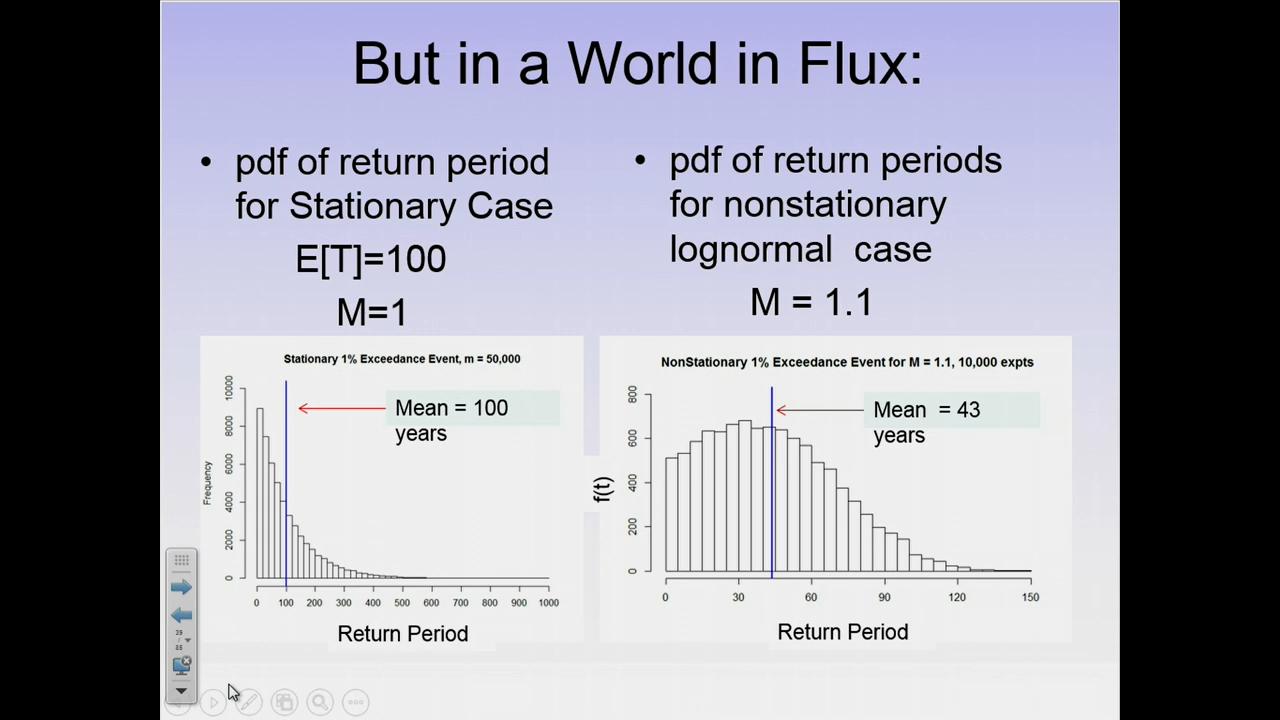 But in a World in Flux:
• pdf of return period
for Stationary Case
E[T]=100
M=1
• pdf of return periods
for nonstationary
lognormal case
M = 1.1
Stationary 1% Exceedance Event, m = 50,000
Mean = 100
years
Frequency
0
2000
4000
6000
8000
10000
0 100 200 300 400 500 600 700 800 900 1000
Return Period
NonStationary 1% Exceedance Event for M = 1.1, 10,000 expts
Mean = 43
years
f(t)
0
200
400
600
800
0 30 60 90 120 150
Return Period